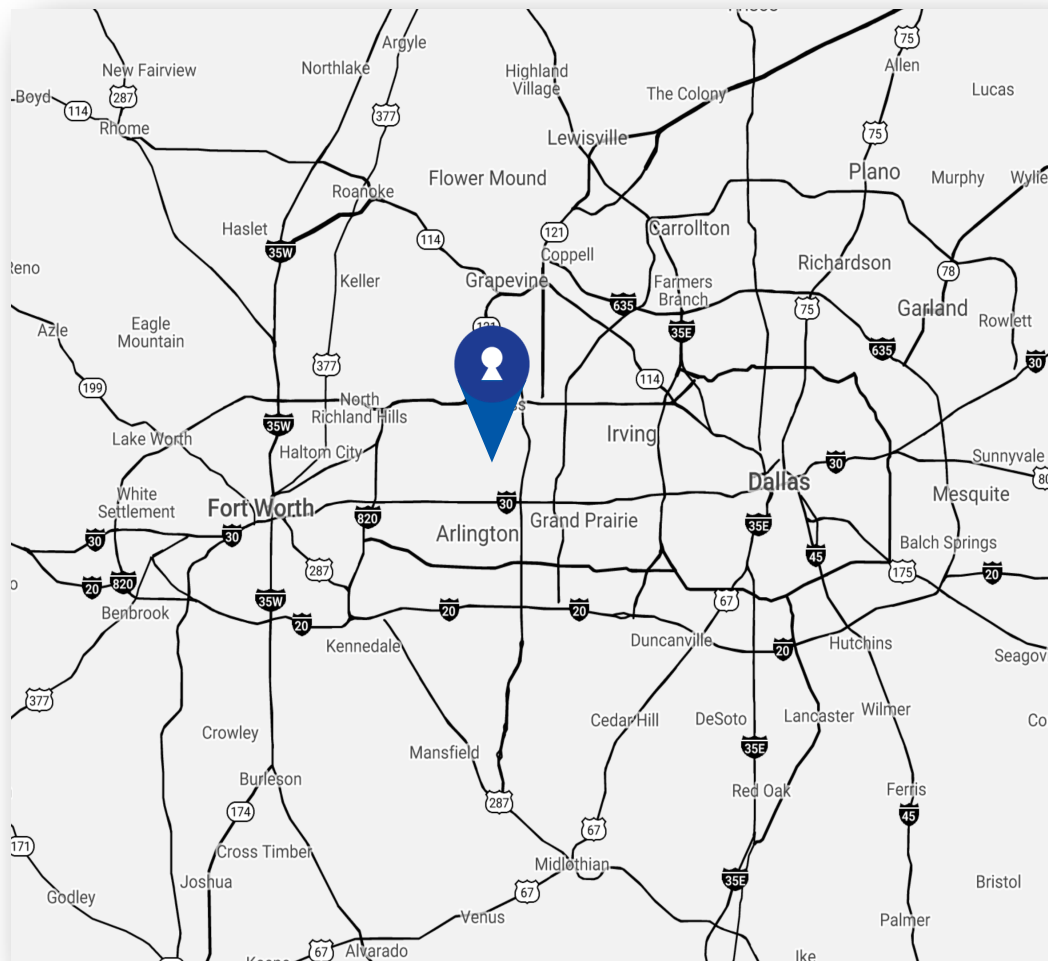 Argyle
75
New Fairview
Northlake
Highland
Village
Allen
Boyd
287
The Colony
Lucas
114
377
Rhome
75
Lewisville
Roanoke
Flower Mound
Plano
Murphy
Wylie
Haslet
121
Carrollton
114
35W
Coppell
Richardson
78
Keller
Grapevine
Farmers
Branch
635
75
Garland
Azle
Eagle
Mountain
35E
Rowlett
635
30
377
114
199
North
Richland Hills
35W
Irving
Lake Worth
Haltom City
30
Sunnyvale
Dallas
White
Settlement
Fort Worth
30
Mesquite
820
Grand Prairie
35E
30
30
Arlington
Balch Springs
45
287
175
20
20
820
35W
67
Benbrook
20
20
20
Kennedale
Duncanville
Hutchins
20
377
Crowley
Cedar Hill
DeSoto
Lancaster
Wilmer
35E
Mansfield
Burleson
Red Oak
Ferris
174
287
45
67
171
Cross Timber
Midlothian
Joshua
35E
Bristol
Godley
67
Venus
Palmer
67
Alvarado
Ike